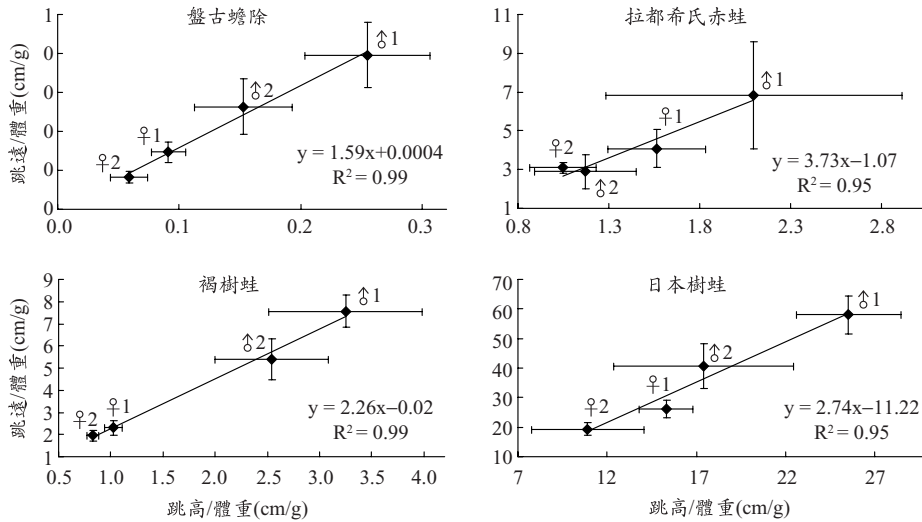 盤古蟾除
跳遠/體重(cm/g)
0
0
0
0
0
0
♂1
♂2
♀1
♀2
y = 1.59x+0.0004
R² = 0.99
0.0 0.1 0.2 0.3
拉都希氏赤蛙
11
9
7
5
3
1
♂1
♀1
♀2
♂2
y = 3.73x–1.07
R² = 0.95
0.8 1.3 1.8 2.3 2.8
褐樹蛙
跳遠/體重(cm/g)
9
8
7
6
5
4
3
2
1
♂1
♂2
♀2 ♀1
y = 2.26x–0.02
R² = 0.99
0.5 1.0 1.5 2.0 2.5 3.0 3.5 4.0
跳高/體重(cm/g)
日本樹蛙
70
60
50
40
30
20
10
♂1
♂2
♀1
♀2
y = 2.74x–11.22
R² = 0.95
7 12 17 22 27
跳高/體重(cm/g)